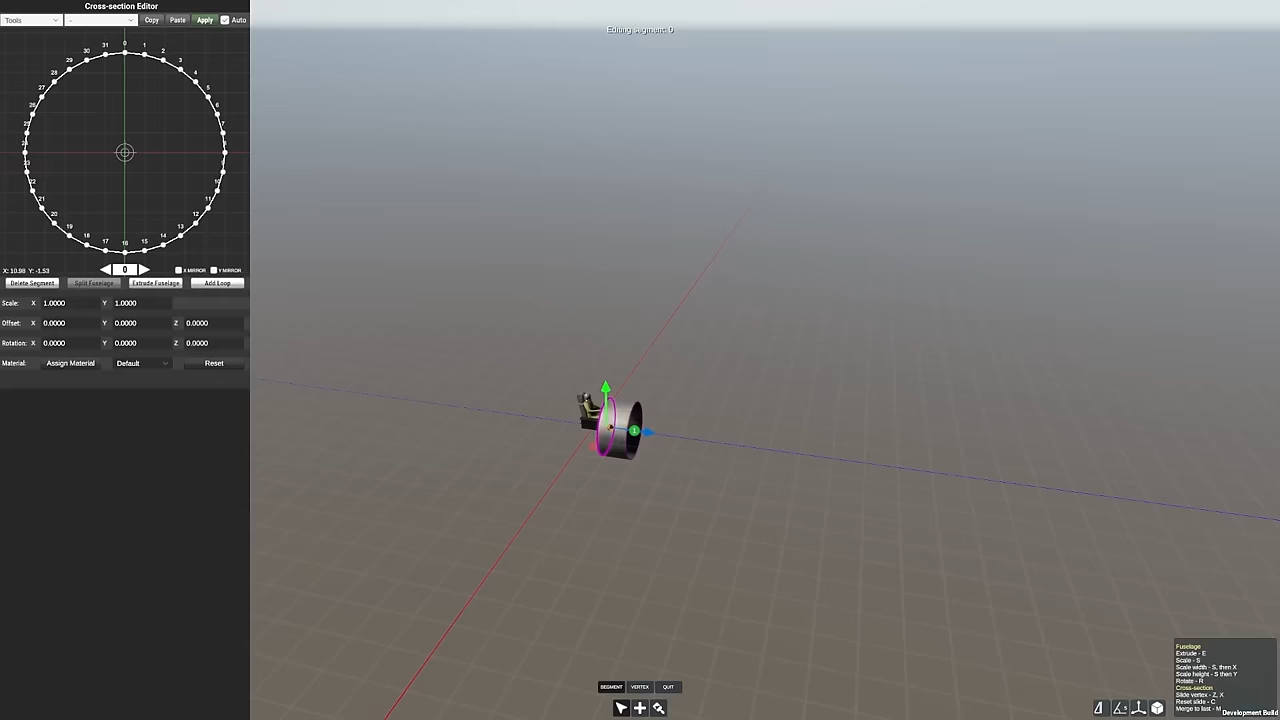 Cross-section Editor
Tools - Copy Paste Apply Auto
Editing segment: 0
0
31 1
30 2
29 3
28 4
27 5
26 6
25 7
24 8
23 9
22 10
21 11
20 12
19 13
18 14
17 16 15
X: 10.98 Y: -1.53 0 X MIRROR Y MIRROR
Delete Segment Split Fuselage Extrude Fuselage Add Loop
Scale: X 1.0000 Y 1.0000
Offset: X 0.0000 Y 0.0000 Z 0.0000
Rotation: X 0.0000 Y 0.0000 Z 0.0000
Material: Assign Material Default Reset
1
SEGMENT VERTEX QUIT
Fuselage
Extrude - E
Scale - S
Scale width - S, then X
Scale height - S then Y
Rotate - R
Cross-section
Slide vertex - Z, X
Reset slide - C
Merge to last - M
Development Build